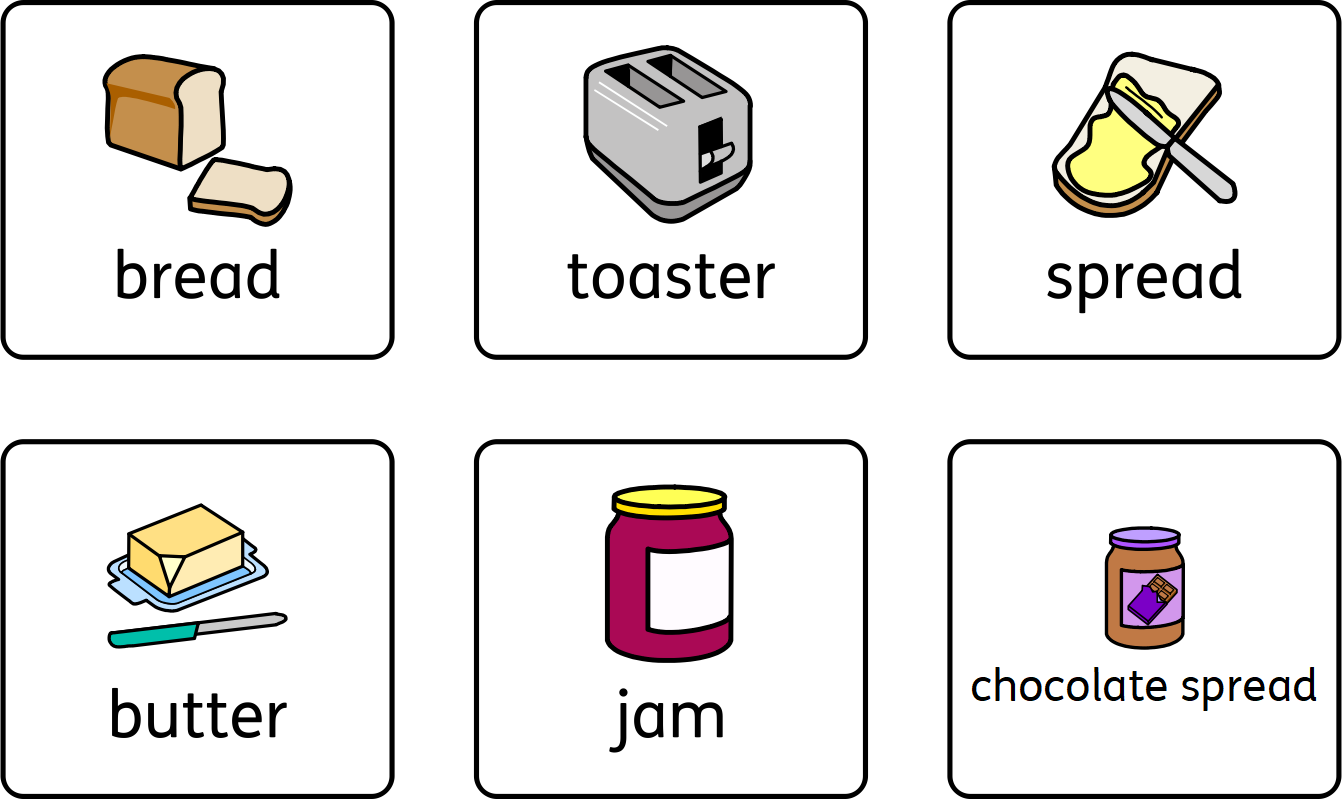 bread
toaster
spread
butter
jam
chocolate spread